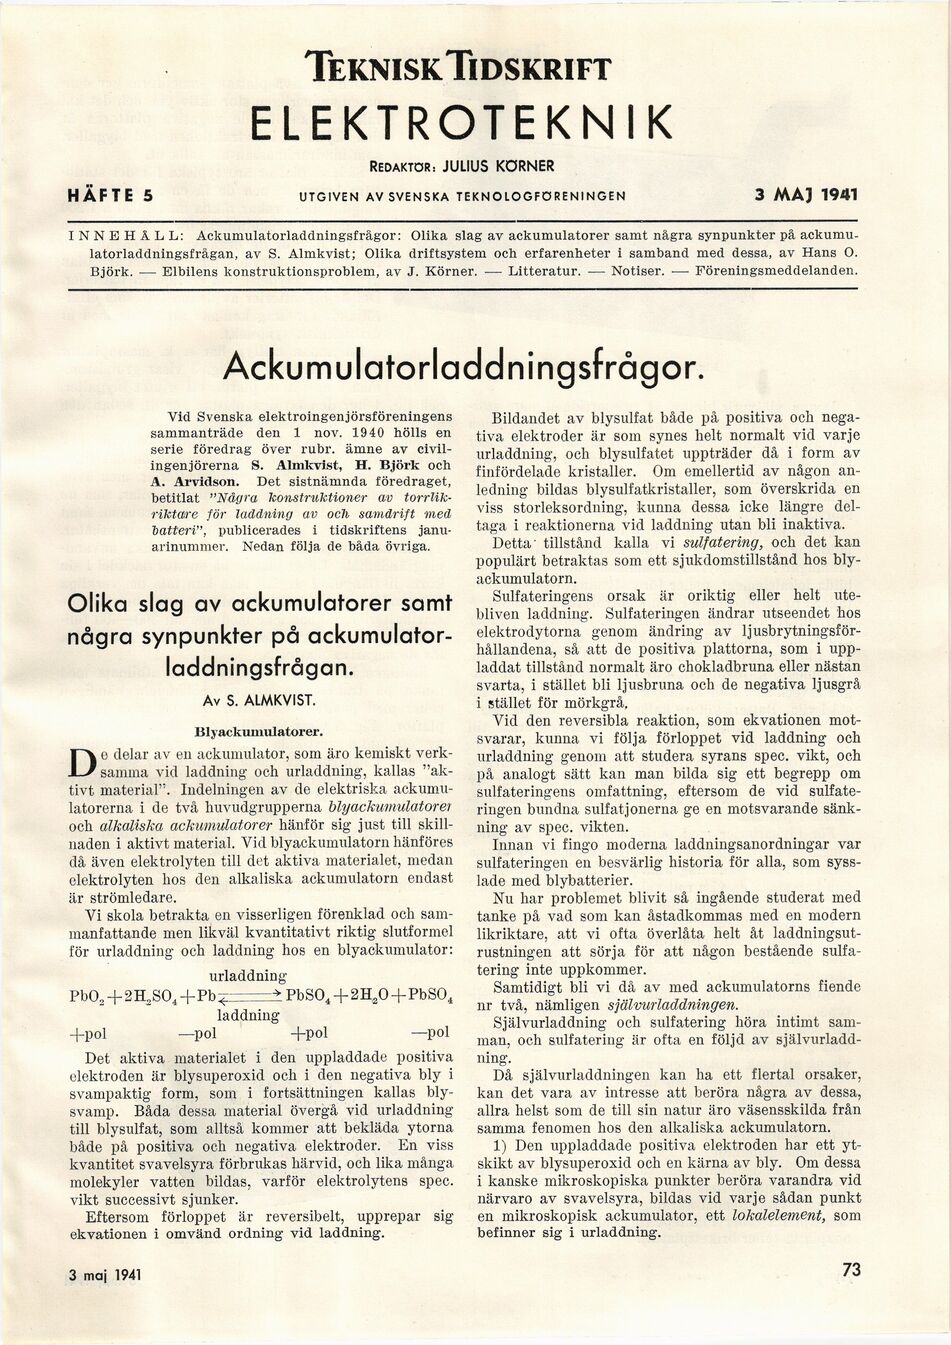 TEKNISK TIDSKRIFT
ELEKTROTEKNIK
REDAKTÖR: JULIUS KÖRNER
HÄFTE 5 UTGIVEN AV SVENSKA TEKNOLOGFÖRENINGEN 3 MAJ 1941
INNEHÅLL: Ackumulatorladdningsfrågor: Olika slag av ackumulatorer samt några synpunkter på ackumu-
latorladdningsfrågan, av S. Almkvist; Olika driftsystem och erfarenheter i samband med dessa, av Hans O.
Björk. — Elbilens konstruktionsproblem, av J. Körner. — Litteratur. — Notiser. — Föreningsmeddelanden.
Ackumulatorladdningsfrågor.
Vid Svenska elektroingenjörsföreningens
sammanträde den 1 nov. 1940 hölls en
serie föredrag över rubr. ämne av civil-
ingenjörerna S. Almkvist, H. Björk och
A. Arvidson. Det sistnämnda föredraget,
betitlat "Några konstruktioner av torrlik-
riktare för laddning av och samdrift med
batteri", publicerades i tidskriftens janu-
arinummer. Nedan följa de båda övriga.
Olika slag av ackumulatorer samt
några synpunkter på ackumulator-
laddningsfrågan.
Av S. ALMKVIST.
Blyackumulatorer.
De delar av en ackumulator, som äro kemiskt verk-
samma vid laddning och urladdning, kallas "ak-
tivt material". Indelningen av de elektriska ackumu-
latorerna i de två huvudgrupperna blyackumulatorer
och alkaliska ackumulatorer hänför sig just till skill-
naden i aktivt material. Vid blyackumulatorn hänföres
då även elektrolyten till det aktiva materialet, medan
elektrolyten hos den alkaliska ackumulatorn endast
är strömledare.
Vi skola betrakta en visserligen förenklad och sam-
manfattande men likväl kvantitativt riktig slutformel
för urladdning och laddning hos en blyackumulator:
urladdning
PbO₂+2H₂SO₄+Pb⇄PbSO₄+2H₂O+PbSO₄
laddning
+pol —pol +pol —pol
Det aktiva materialet i den uppladdade positiva
elektroden är blysuperoxid och i den negativa bly i
svampaktig form, som i fortsättningen kallas bly-
svamp. Båda dessa material övergå vid urladdning
till blysulfat, som alltså kommer att bekläda ytorna
både på positiva och negativa elektroder. En viss
kvantitet svavelsyra förbrukas härvid, och lika många
molekyler vatten bildas, varför elektrolytens spec.
vikt successivt sjunker.
Eftersom förloppet är reversibelt, upprepar sig
ekvationen i omvänd ordning vid laddning.
Bildandet av blysulfat både på positiva och nega-
tiva elektroder är som synes helt normalt vid varje
urladdning, och blysulfatet uppträder då i form av
finfördelade kristaller. Om emellertid av någon an-
ledning bildas blysulfatkristaller, som överskrida en
viss storleksordning, kunna dessa icke längre del-
taga i reaktionerna vid laddning utan bli inaktiva.
Detta tillstånd kalla vi sulfatering, och det kan
populärt betraktas som ett sjukdomstillstånd hos bly-
ackumulatorn.
Sulfateringens orsak är oriktig eller helt ute-
bliven laddning. Sulfateringen ändrar utseendet hos
elektrodytorna genom ändring av ljusbrytningsför-
hållandena, så att de positiva plattorna, som i upp-
laddat tillstånd normalt äro chokladbruna eller nästan
svarta, i stället bli ljusbruna och de negativa ljusgrå
i stället för mörkgrå.
Vid den reversibla reaktion, som ekvationen mot-
svarar, kunna vi följa förloppet vid laddning och
urladdning genom att studera syrans spec. vikt, och
på analogt sätt kan man bilda sig ett begrepp om
sulfateringens omfattning, eftersom de vid sulfate-
ringen bundna sulfatjonerna ge en motsvarande sänk-
ning av spec. vikten.
Innan vi fingo moderna laddningsanordningar var
sulfateringen en besvärlig historia för alla, som syss-
lade med blybatterier.
Nu har problemet blivit så ingående studerat med
tanke på vad som kan åstadkommas med en modern
likriktare, att vi ofta överlåta helt åt laddningsut-
rustningen att sörja för att någon bestående sulfa-
tering inte uppkommer.
Samtidigt bli vi då av med ackumulatorns fiende
nr två, nämligen självurladdningen.
Självurladdning och sulfatering höra intimt sam-
man, och sulfatering är ofta en följd av självurladd-
ning.
Då självurladdningen kan ha ett flertal orsaker,
kan det vara av intresse att beröra några av dessa,
allra helst som de till sin natur äro väsensskilda från
samma fenomen hos den alkaliska ackumulatorn.
1) Den uppladdade positiva elektroden har ett yt-
skikt av blysuperoxid och en kärna av bly. Om dessa
i kanske mikroskopiska punkter beröra varandra vid
närvaro av svavelsyra, bildas vid varje sådan punkt
en mikroskopisk ackumulator, ett lokalelement, som
befinner sig i urladdning.
3 maj 1941 73